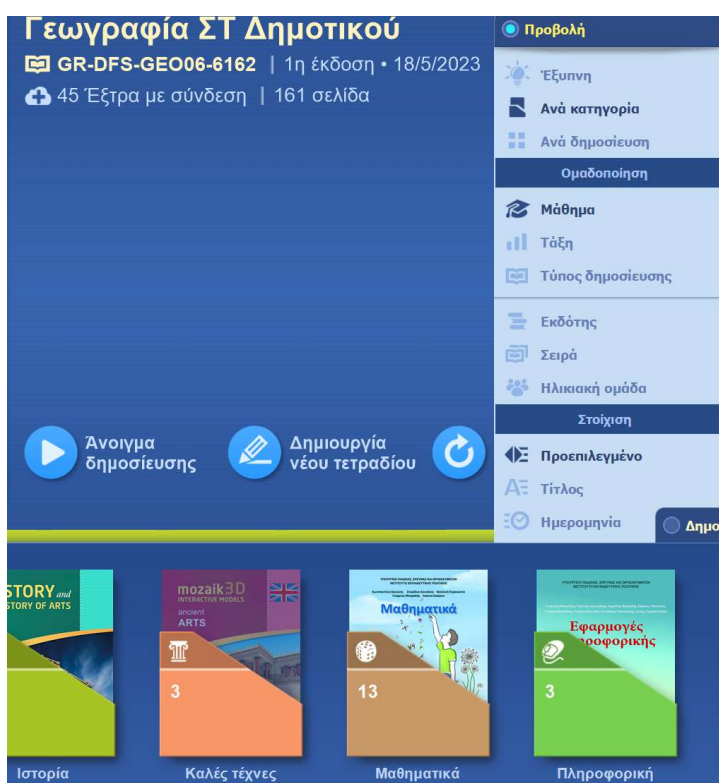 Γεωγραφία ΣΤ Δημοτικού
GR-DFS-GEO06-6162 | 1η έκδοση • 18/5/2023
45 Έξτρα με σύνδεση | 161 σελίδα
Άνοιγμα
δημοσίευσης
Δημιουργία
νέου τετραδίου
Προβολή
Έξυπνη
Ανά κατηγορία
Ανά δημοσίευση
Ομαδοποίηση
Μάθημα
Τάξη
Τύπος δημοσίευσης
Εκδότης
Σειρά
Ηλικιακή ομάδα
Στοίχιση
Προεπιλεγμένο
Τίτλος
Ημερομηνία
Δημο
STORY and
STORY OF ARTS
Ιστορία
mozaik3D
INTERACTIVE MODELS
ancient
ARTS
3
Καλές τέχνες
Μαθηματικά
13
Μαθηματικά
Εφαρμογές
ροφορικής
3
Πληροφορική